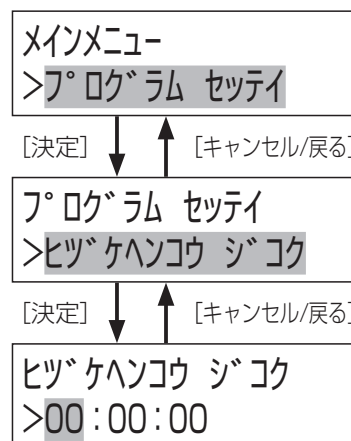 メインメニュー
>プログラム セッテイ
[決定] [キャンセル/戻る]
プログラム セッテイ
>ヒヅケヘンコウ ジコク
[決定] [キャンセル/戻る]
ヒヅケヘンコウ ジコク
>00:00:00